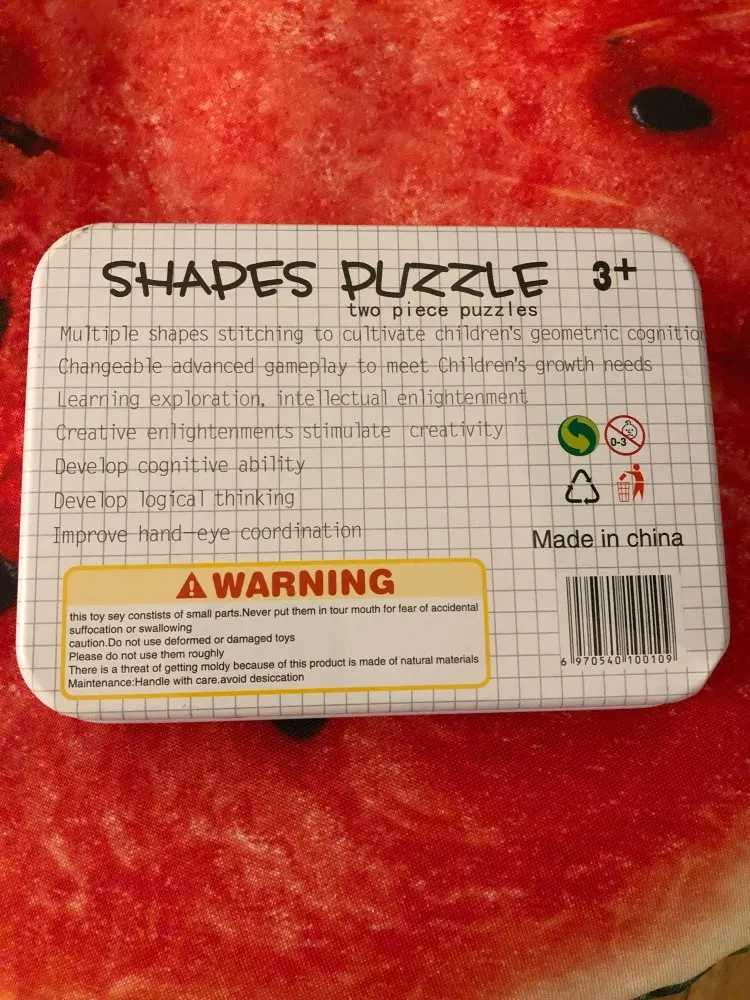 SHAPES PUZZLE 3+
two piece puzzles
Multiple shapes stitching to cultivate children's geometric cognition
Changeable advanced gameplay to meet Children's growth needs
Learning exploration, intellectual enlightenment
Creative enlightenments stimulate creativity
Develop cognitive ability
0-3
Develop logical thinking
Improve hand-eye coordination
Made in china
WARNING
this toy sey constists of small parts.Never put them in tour mouth for fear of accidental
suffocation or swallowing
caution.Do not use deformed or damaged toys
Please do not use them roughly
There is a threat of getting moldy because of this product is made of natural materials
Maintenance:Handle with care,avoid desiccation
6 970540 100109